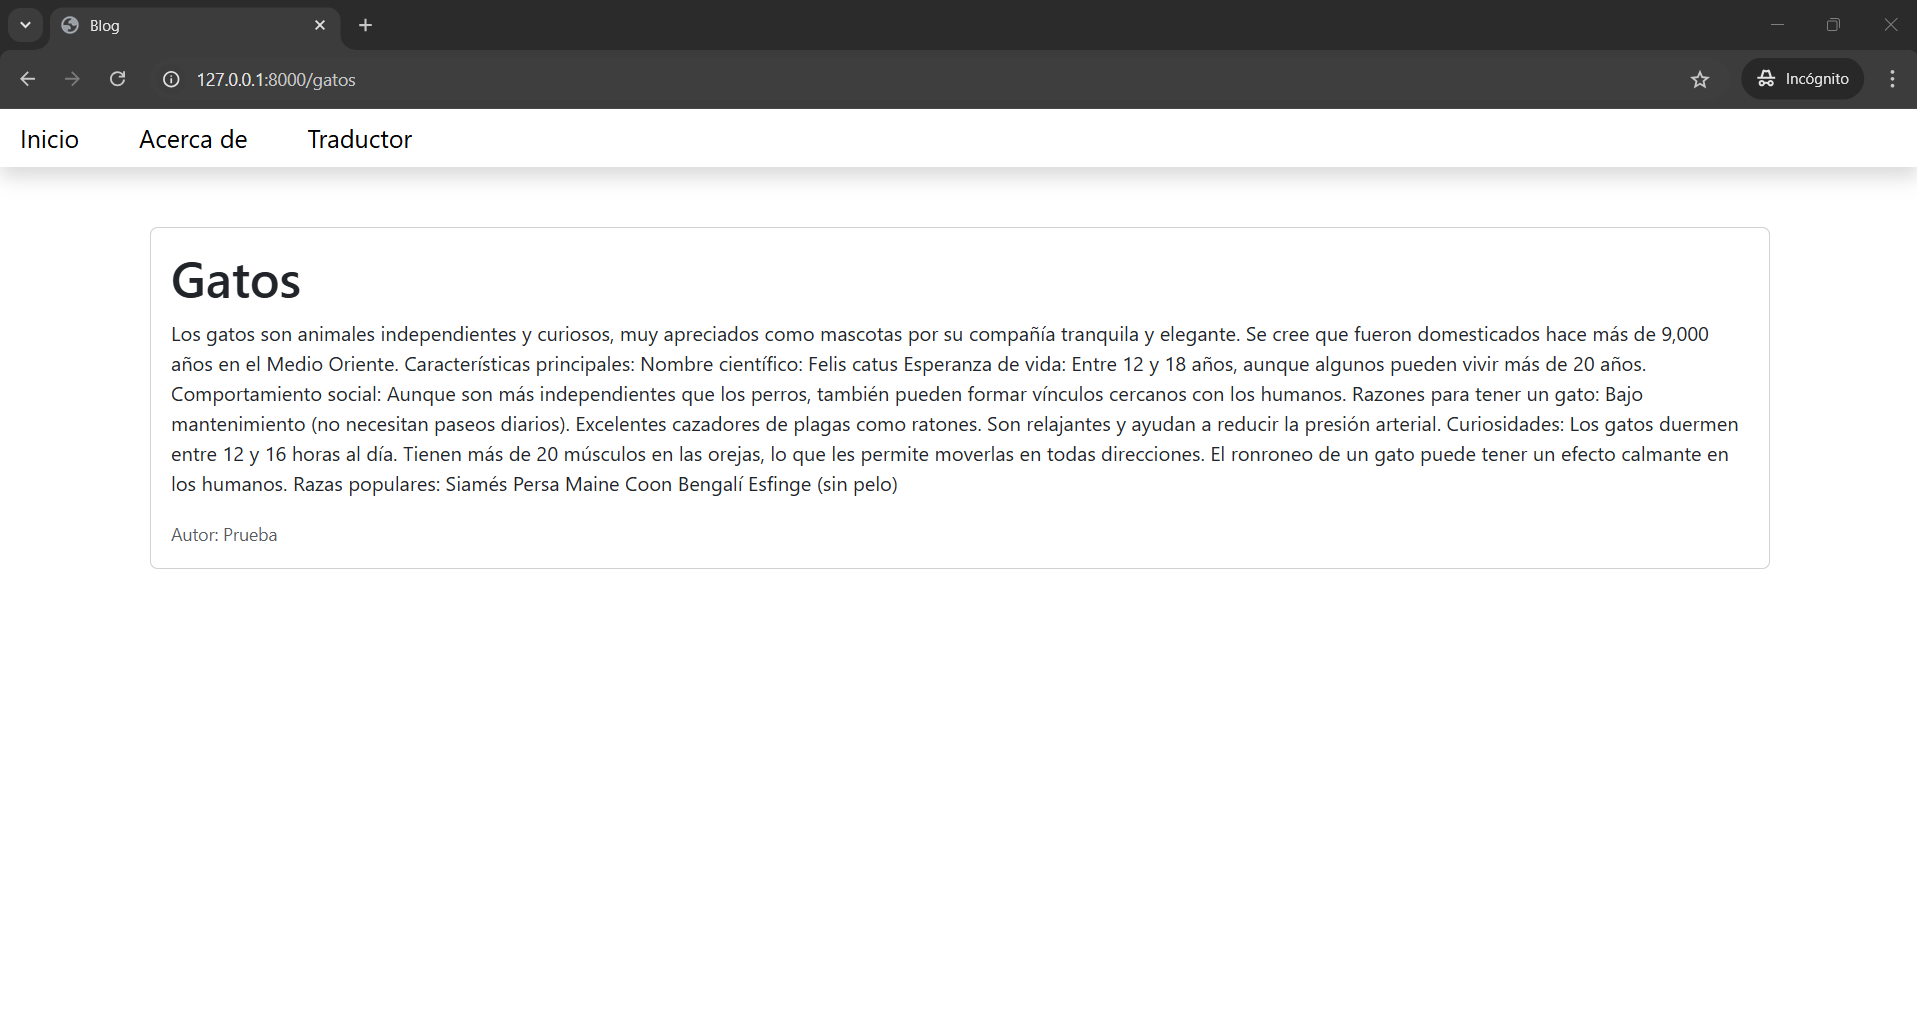 Blog
127.0.0.1:8000/gatos
Incógnito
Inicio Acerca de Traductor
Gatos
Los gatos son animales independientes y curiosos, muy apreciados como mascotas por su compañía tranquila y elegante. Se cree que fueron domesticados hace más de 9,000
años en el Medio Oriente. Características principales: Nombre científico: Felis catus Esperanza de vida: Entre 12 y 18 años, aunque algunos pueden vivir más de 20 años.
Comportamiento social: Aunque son más independientes que los perros, también pueden formar vínculos cercanos con los humanos. Razones para tener un gato: Bajo
mantenimiento (no necesitan paseos diarios). Excelentes cazadores de plagas como ratones. Son relajantes y ayudan a reducir la presión arterial. Curiosidades: Los gatos duermen
entre 12 y 16 horas al día. Tienen más de 20 músculos en las orejas, lo que les permite moverlas en todas direcciones. El ronroneo de un gato puede tener un efecto calmante en
los humanos. Razas populares: Siamés Persa Maine Coon Bengalí Esfinge (sin pelo)
Autor: Prueba